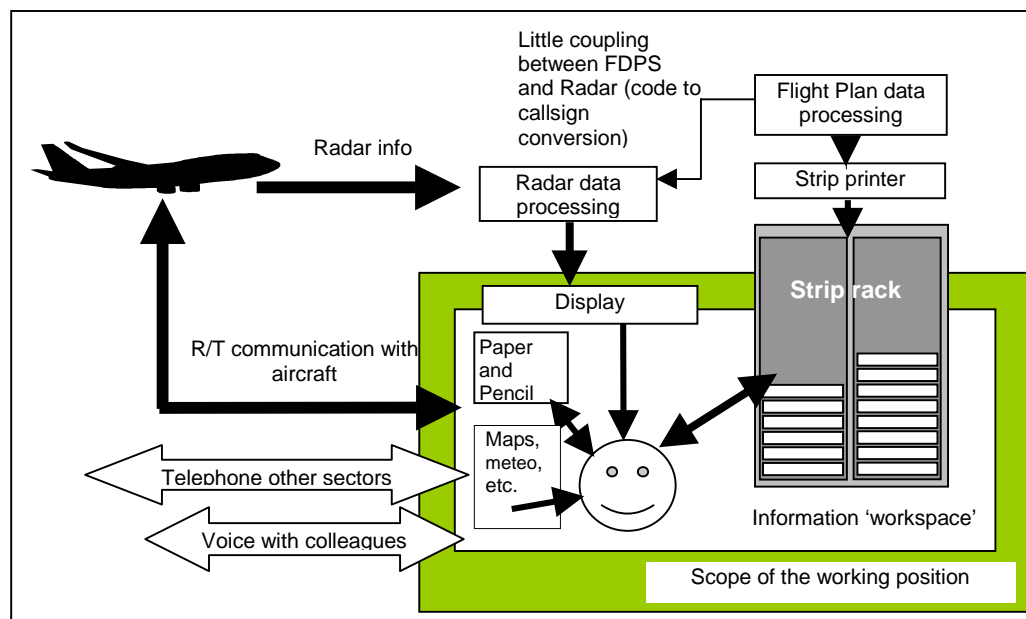 Little coupling
between FDPS
and Radar (code to
callsign
conversion)
Flight Plan data
processing
Radar info
Radar data
processing
Strip printer
Strip rack
Display
R/T communication with
aircraft
Paper
and
Pencil
Maps,
meteo,
etc.
Telephone other sectors
Voice with colleagues
Information ‘workspace’
Scope of the working position